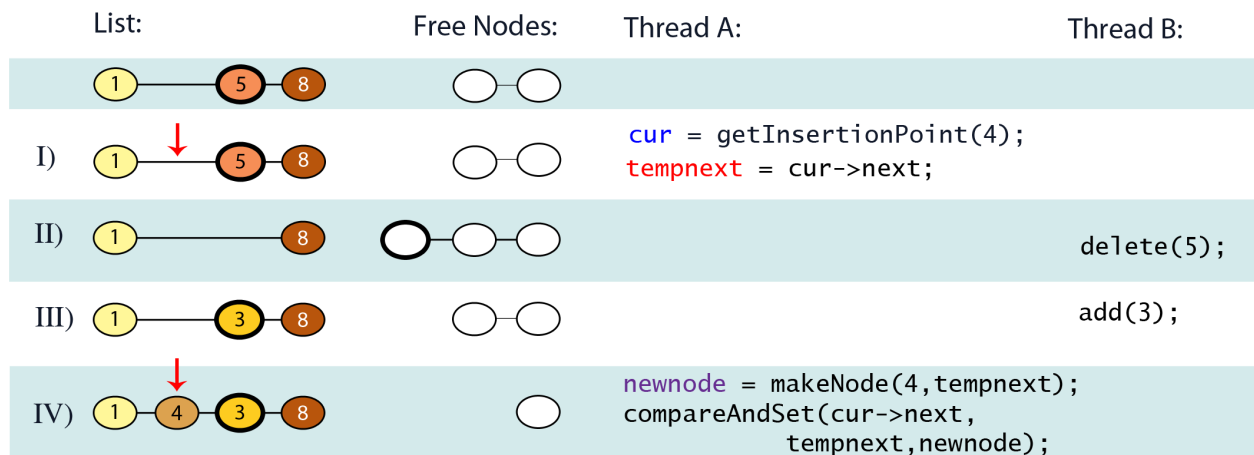 List: Free Nodes: Thread A: Thread B:
1 5 8
I) 1 5 8 cur = getInsertionPoint(4);
tempnext = cur->next;
II) 1 8 delete(5);
III) 1 3 8 add(3);
IV) 1 4 3 8 newnode = makeNode(4,tempnext);
compareAndSet(cur->next,
tempnext,newnode);